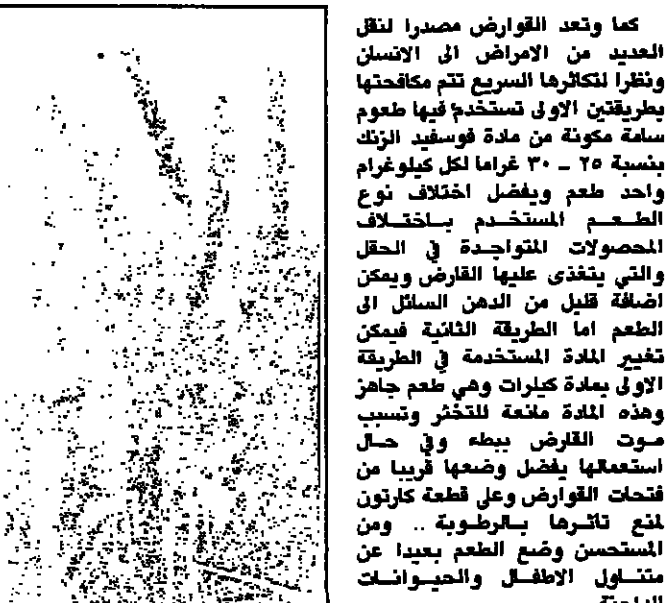 كما وتعد القوارض مصدرا لنقل
العديد من الامراض الى الانسان
ونظرا لتكاثرها السريع تتم مكافحتها
بطريقتين الاولى تستخدم فيها طعوم
سامة مكونة من مادة فوسفيد الزنك
بنسبة ٢٥ - ٣٠ غراما لكل كيلوغرام
واحد طعم ويفضل اختلاف نوع
الطعم المستخدم باختلاف
المحصولات المتواجدة في الحقل
والتي يتغذى عليها القارض ويمكن
اضافة قليل من الدهن السائل الى
الطعم اما الطريقة الثانية فيمكن
تغيير المادة المستخدمة في الطريقة
الاولى بمادة كيلرات وهي طعم جاهز
وهذه المادة مانعة للتخثر وتسبب
موت القارض ببطء وفي حال
استعمالها يفضل وضعها قريبا من
فتحات القوارض وعلى قطعة كارتون
لمنع تاثرها بالرطوبة .. ومن
المستحسن وضع الطعم بعيدا عن
متناول الاطفال والحيوانات